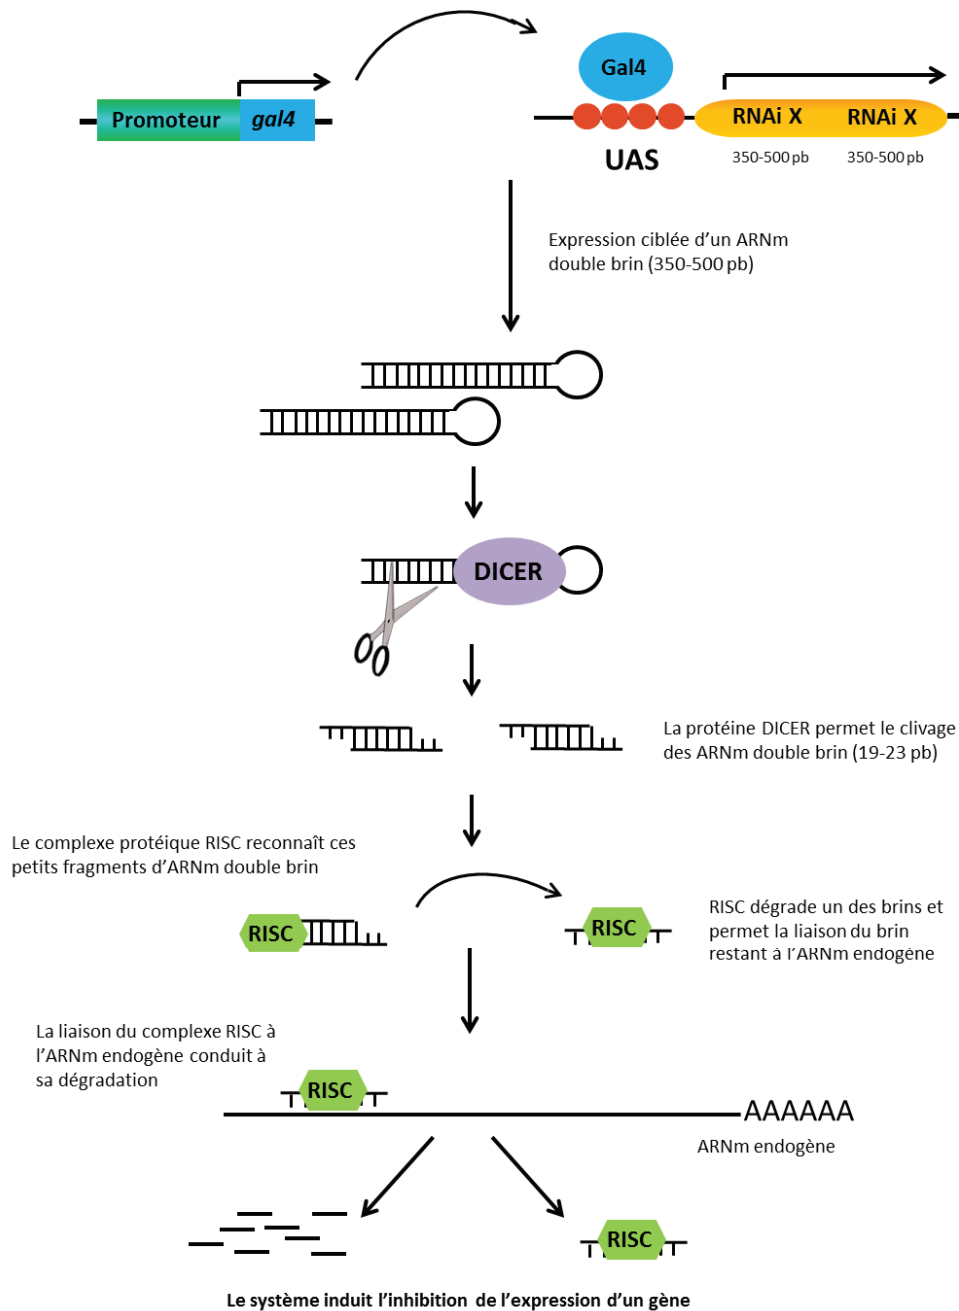 Promoteur
gal4
Gal4
RNAi X
RNAi X
UAS
350-500 pb
350-500 pb
Expression ciblée d’un ARNm
double brin (350-500 pb)
DICER
La protéine DICER permet le clivage
des ARNm double brin (19-23 pb)
Le complexe protéique RISC reconnaît ces
petits fragments d’ARNm double brin
RISC
RISC
RISC dégrade un des brins et
permet la liaison du brin
restant à l’ARNm endogène
La liaison du complexe RISC à
l’ARNm endogène conduit à
sa dégradation
RISC
AAAAAA
ARNm endogène
RISC
Le système induit l’inhibition de l’expression d’un gène